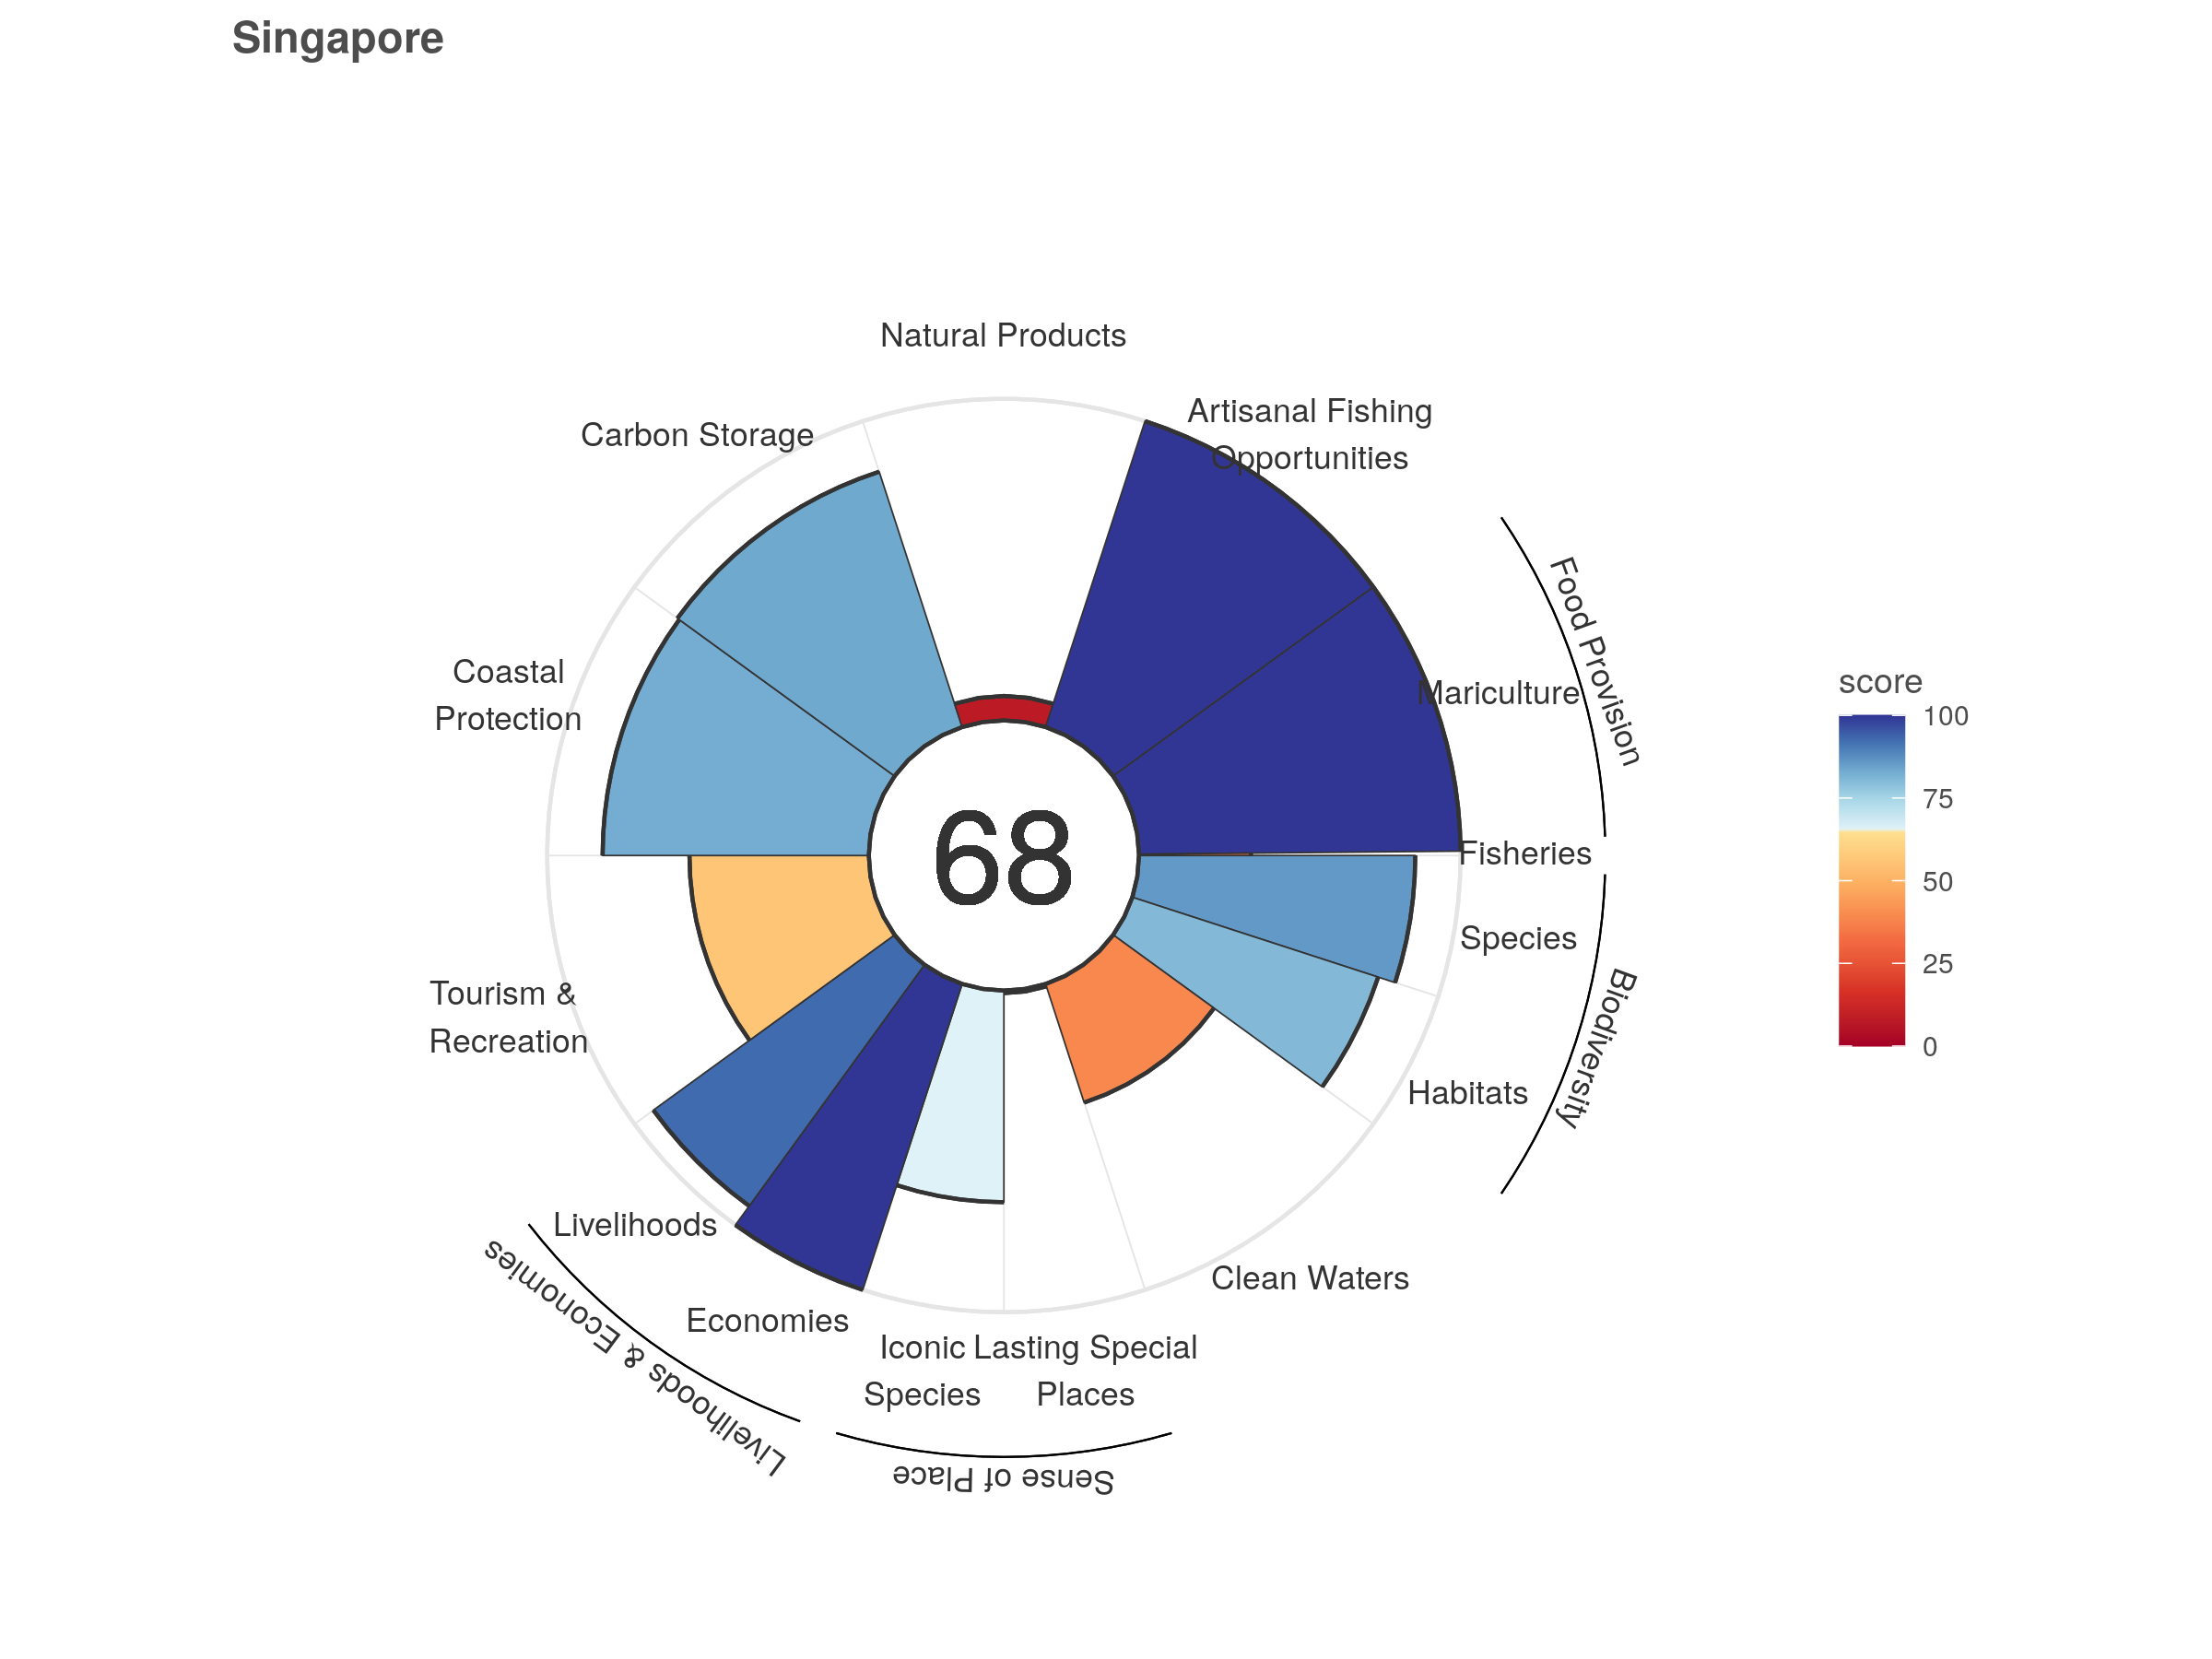 Singapore
Natural Products
Artisanal Fishing
Opportunities
Carbon Storage
Food Provision
Coastal
Protection
Mariculture
score
100
75
50
25
0
68
Fisheries
Species
Biodiversity
Tourism &
Recreation
Habitats
Livelihoods
Clean Waters
Livelihoods & Economies
Economies
Iconic
Species
Lasting Special
Places
Sense of Place